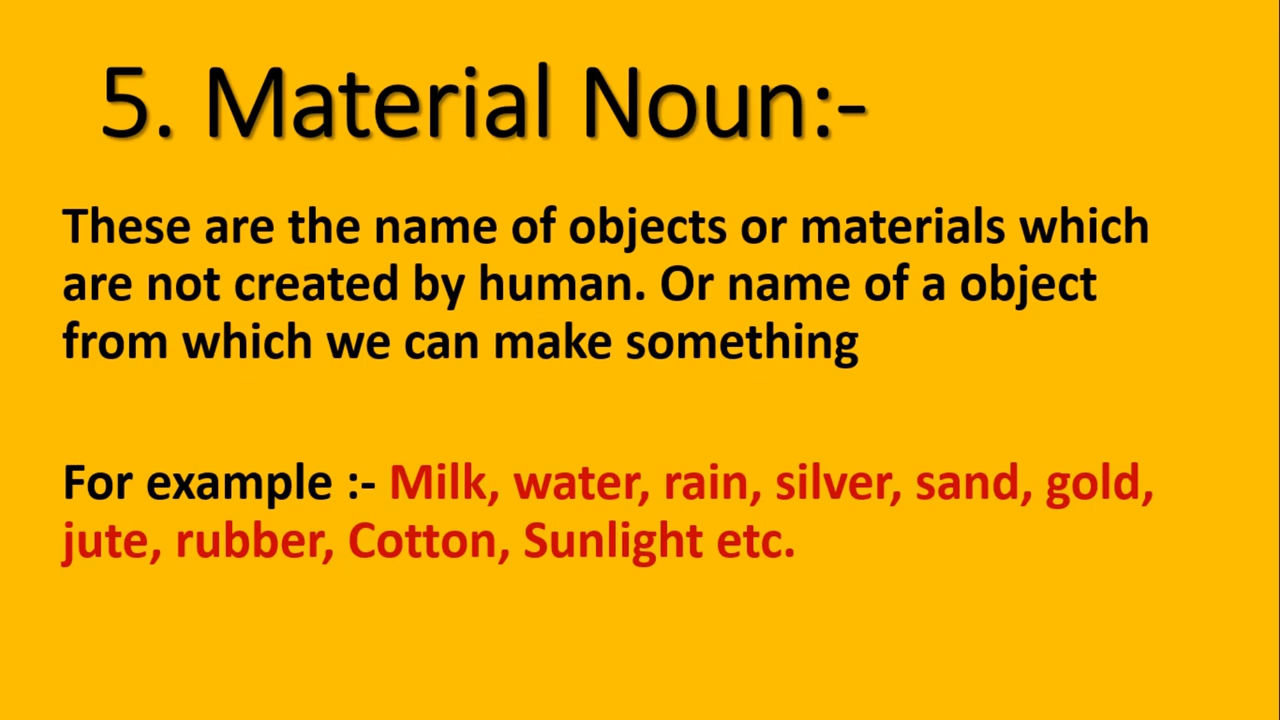 5. Material Noun:-
These are the name of objects or materials which
are not created by human. Or name of a object
from which we can make something
For example :- Milk, water, rain, silver, sand, gold,
jute, rubber, Cotton, Sunlight etc.